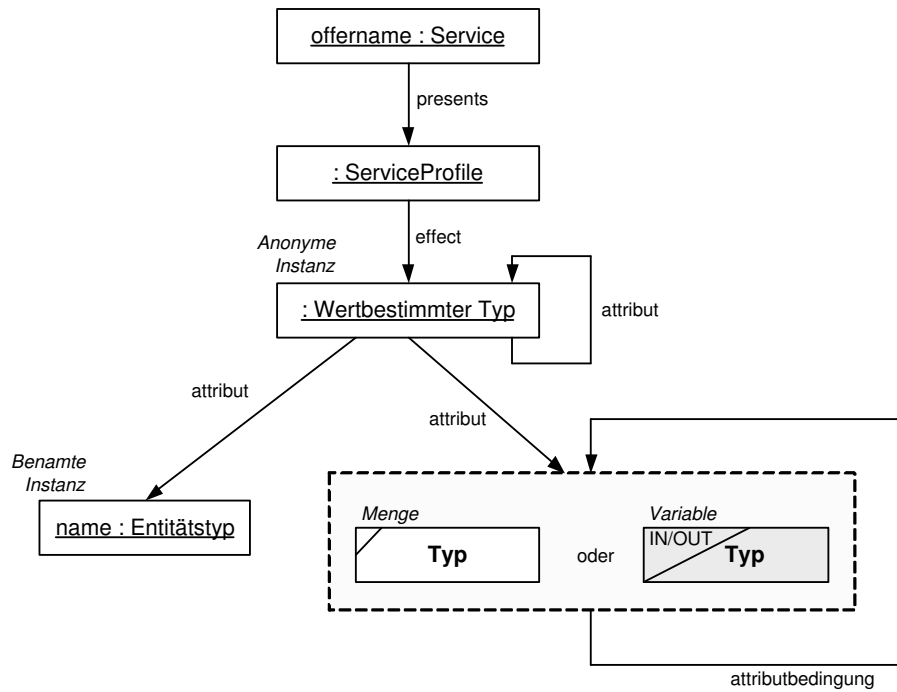 offername : Service
presents
: ServiceProfile
effect
Anonyme
Instanz
: Wertbestimmter Typ
attribut
attribut
attribut
Benamte
Instanz
name : Entitätstyp
Menge
Typ
oder
Variable
IN/OUT
Typ
attributbedingung